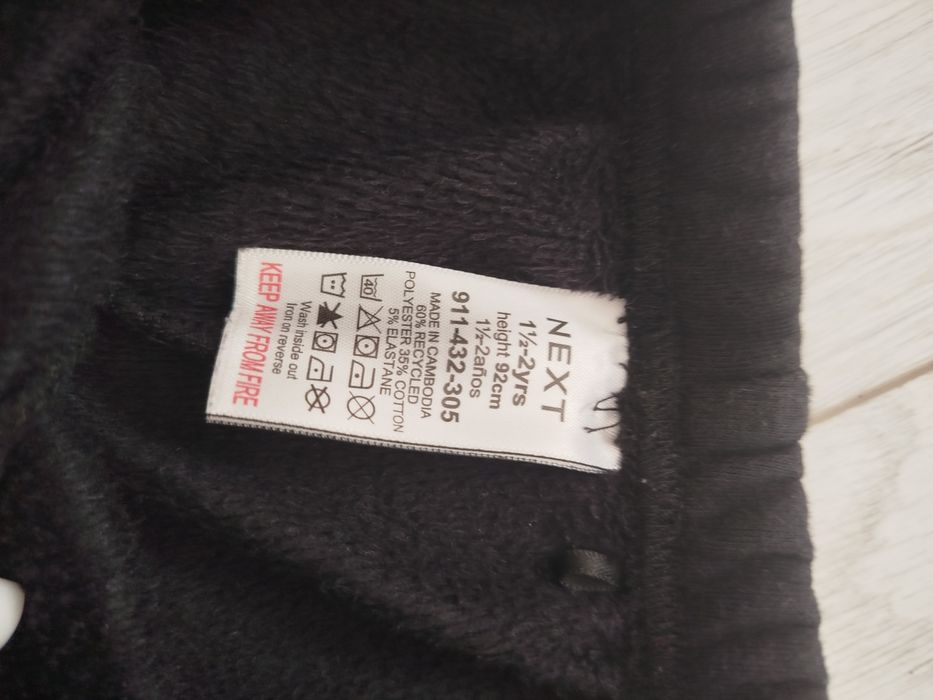 NEXT
1½-2yrs
height 92cm
1½-2años
911-432-305
MADE IN CAMBODIA
60% RECYCLED
POLYESTER 35% COTTON
5% ELASTANE
40
Wash inside out
Iron on reverse
KEEP AWAY FROM FIRE